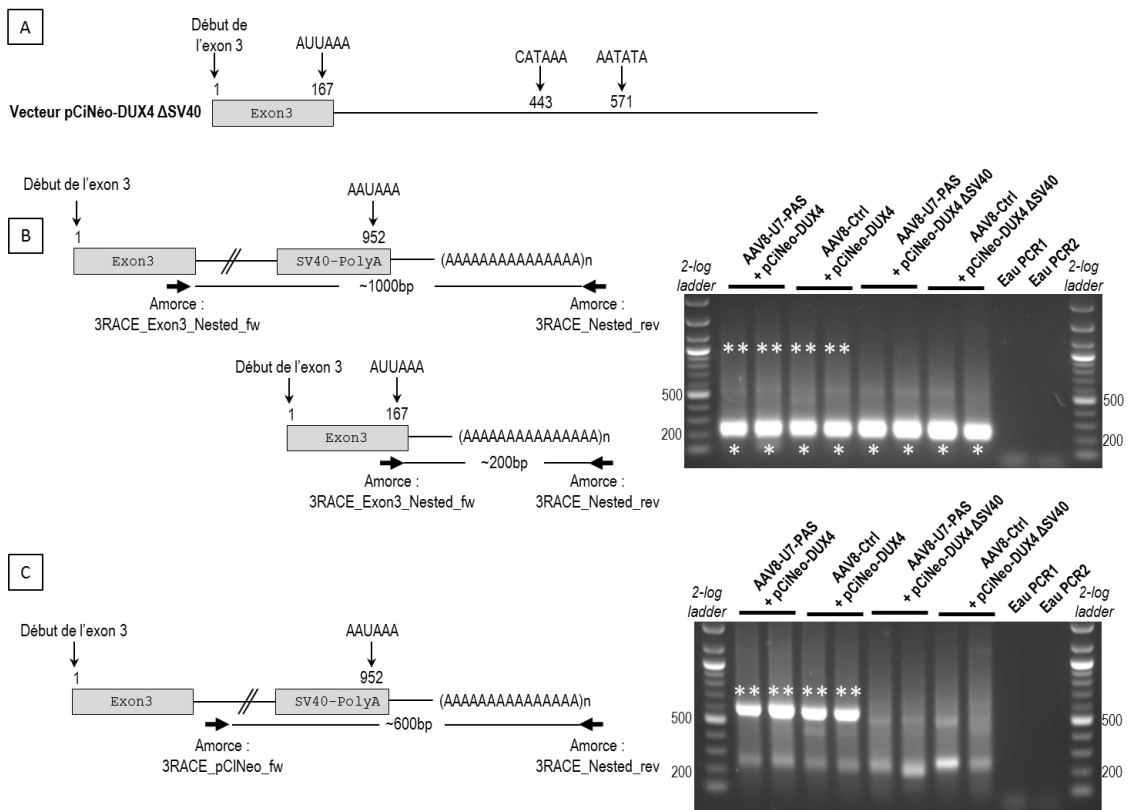 A
Début de
l'exon 3
AUUAAA
CATAAA
AATATA
1
167
443
571
Vecteur pCiNéo-DUX4 ΔSV40
Exon3
B
Début de l'exon 3
AAUAAA
1
952
Exon3
SV40-PolyA
(AAAAAAAAAAAAAAA)n
~1000bp
Amorce :
3RACE_Exon3_Nested_fw
Amorce :
3RACE_Nested_rev
Début de l'exon 3
AUUAAA
1
167
Exon3
(AAAAAAAAAAAAAAA)n
~200bp
Amorce :
3RACE_Exon3_Nested_fw
Amorce :
3RACE_Nested_rev
2-log
ladder
AAV8-U7-PAS
+ pCiNeo-DUX4
AAV8-Ctrl
+ pCiNeo-DUX4
AAV8-U7-PAS
+ pCiNeo-DUX4 ΔSV40
AAV8-Ctrl
+ pCiNeo-DUX4 ΔSV40
Eau PCR1
Eau PCR2
2-log
ladder
** ** ** **
500
500
200
200
* * * * * * * *
C
Début de l'exon 3
AAUAAA
1
952
Exon3
SV40-PolyA
(AAAAAAAAAAAAAAA)n
~600bp
Amorce :
3RACE_pCINeo_fw
Amorce :
3RACE_Nested_rev
2-log
ladder
AAV8-U7-PAS
+ pCiNeo-DUX4
AAV8-Ctrl
+ pCiNeo-DUX4
AAV8-U7-PAS
+ pCiNeo-DUX4 ΔSV40
AAV8-Ctrl
+ pCiNeo-DUX4 ΔSV40
Eau PCR1
Eau PCR2
2-log
ladder
** ** ** **
500
500
200
200